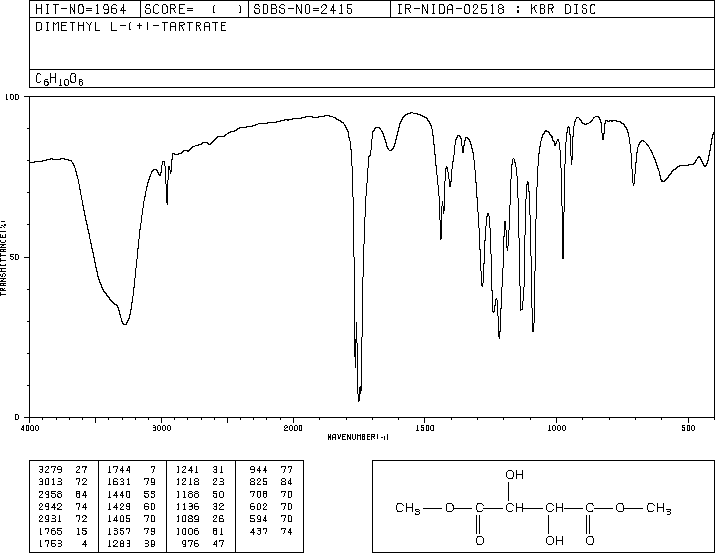 HIT-NO=1964 SCORE= ( ) SDBS-NO=2415 IR-NIDA-02518 : KBR DISC
DIMETHYL L-(+)-TARTRATE
C6H10O6
100
50
0
TRANSMITTANCE(%)
4000 3000 2000 1500 1000 500
WAVENUMBER(-1)
3279 27 1744 7 1241 31 944 77
3013 72 1631 79 1218 23 825 84
2958 64 1440 55 1188 50 708 70
2942 74 1429 60 1136 32 602 70
2931 72 1405 70 1089 26 594 70
1765 15 1357 79 1006 81 437 74
1753 4 1283 39 976 47
OH
CH3 O C CH CH C O CH3
O OH O